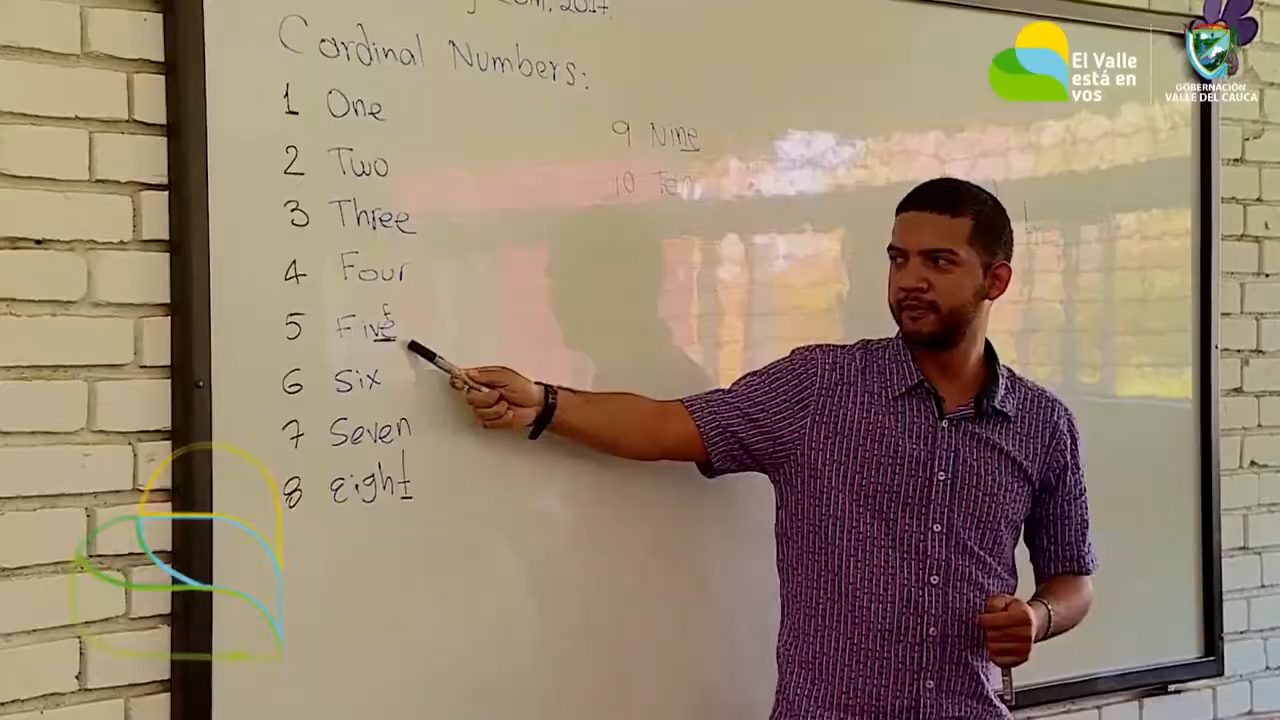 2017.
Cardinal Numbers:
1 One
2 Two
3 Three
4 Four
5 Five
f
6 Six
7 Seven
8 Eight
9 Nine
10 Ten
El Valle
está en
vos
GOBERNACIÓN
VALLE DEL CAUCA